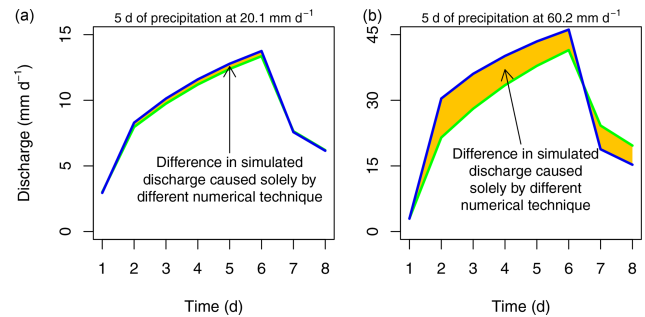 (a)
5 d of precipitation at 20.1 mm d⁻¹
15
10
5
0
Discharge (mm d⁻¹)
Difference in simulated
discharge caused solely by
different numerical technique
1 2 3 4 5 6 7 8
Time (d)
(b)
5 d of precipitation at 60.2 mm d⁻¹
45
30
15
0
Difference in simulated
discharge caused
solely by different
numerical technique
1 2 3 4 5 6 7 8
Time (d)